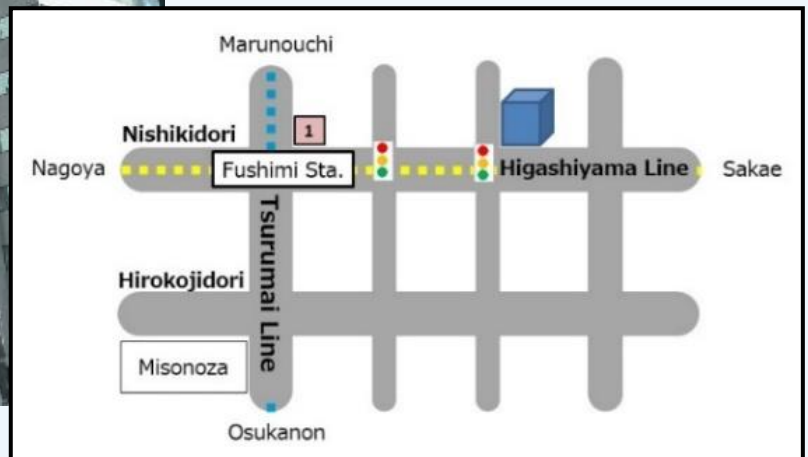 Marunouchi
Nishikidori
1
Nagoya
Fushimi Sta.
Higashiyama Line
Sakae
Tsurumai Line
Hirokojidori
Misonoza
Osukanon